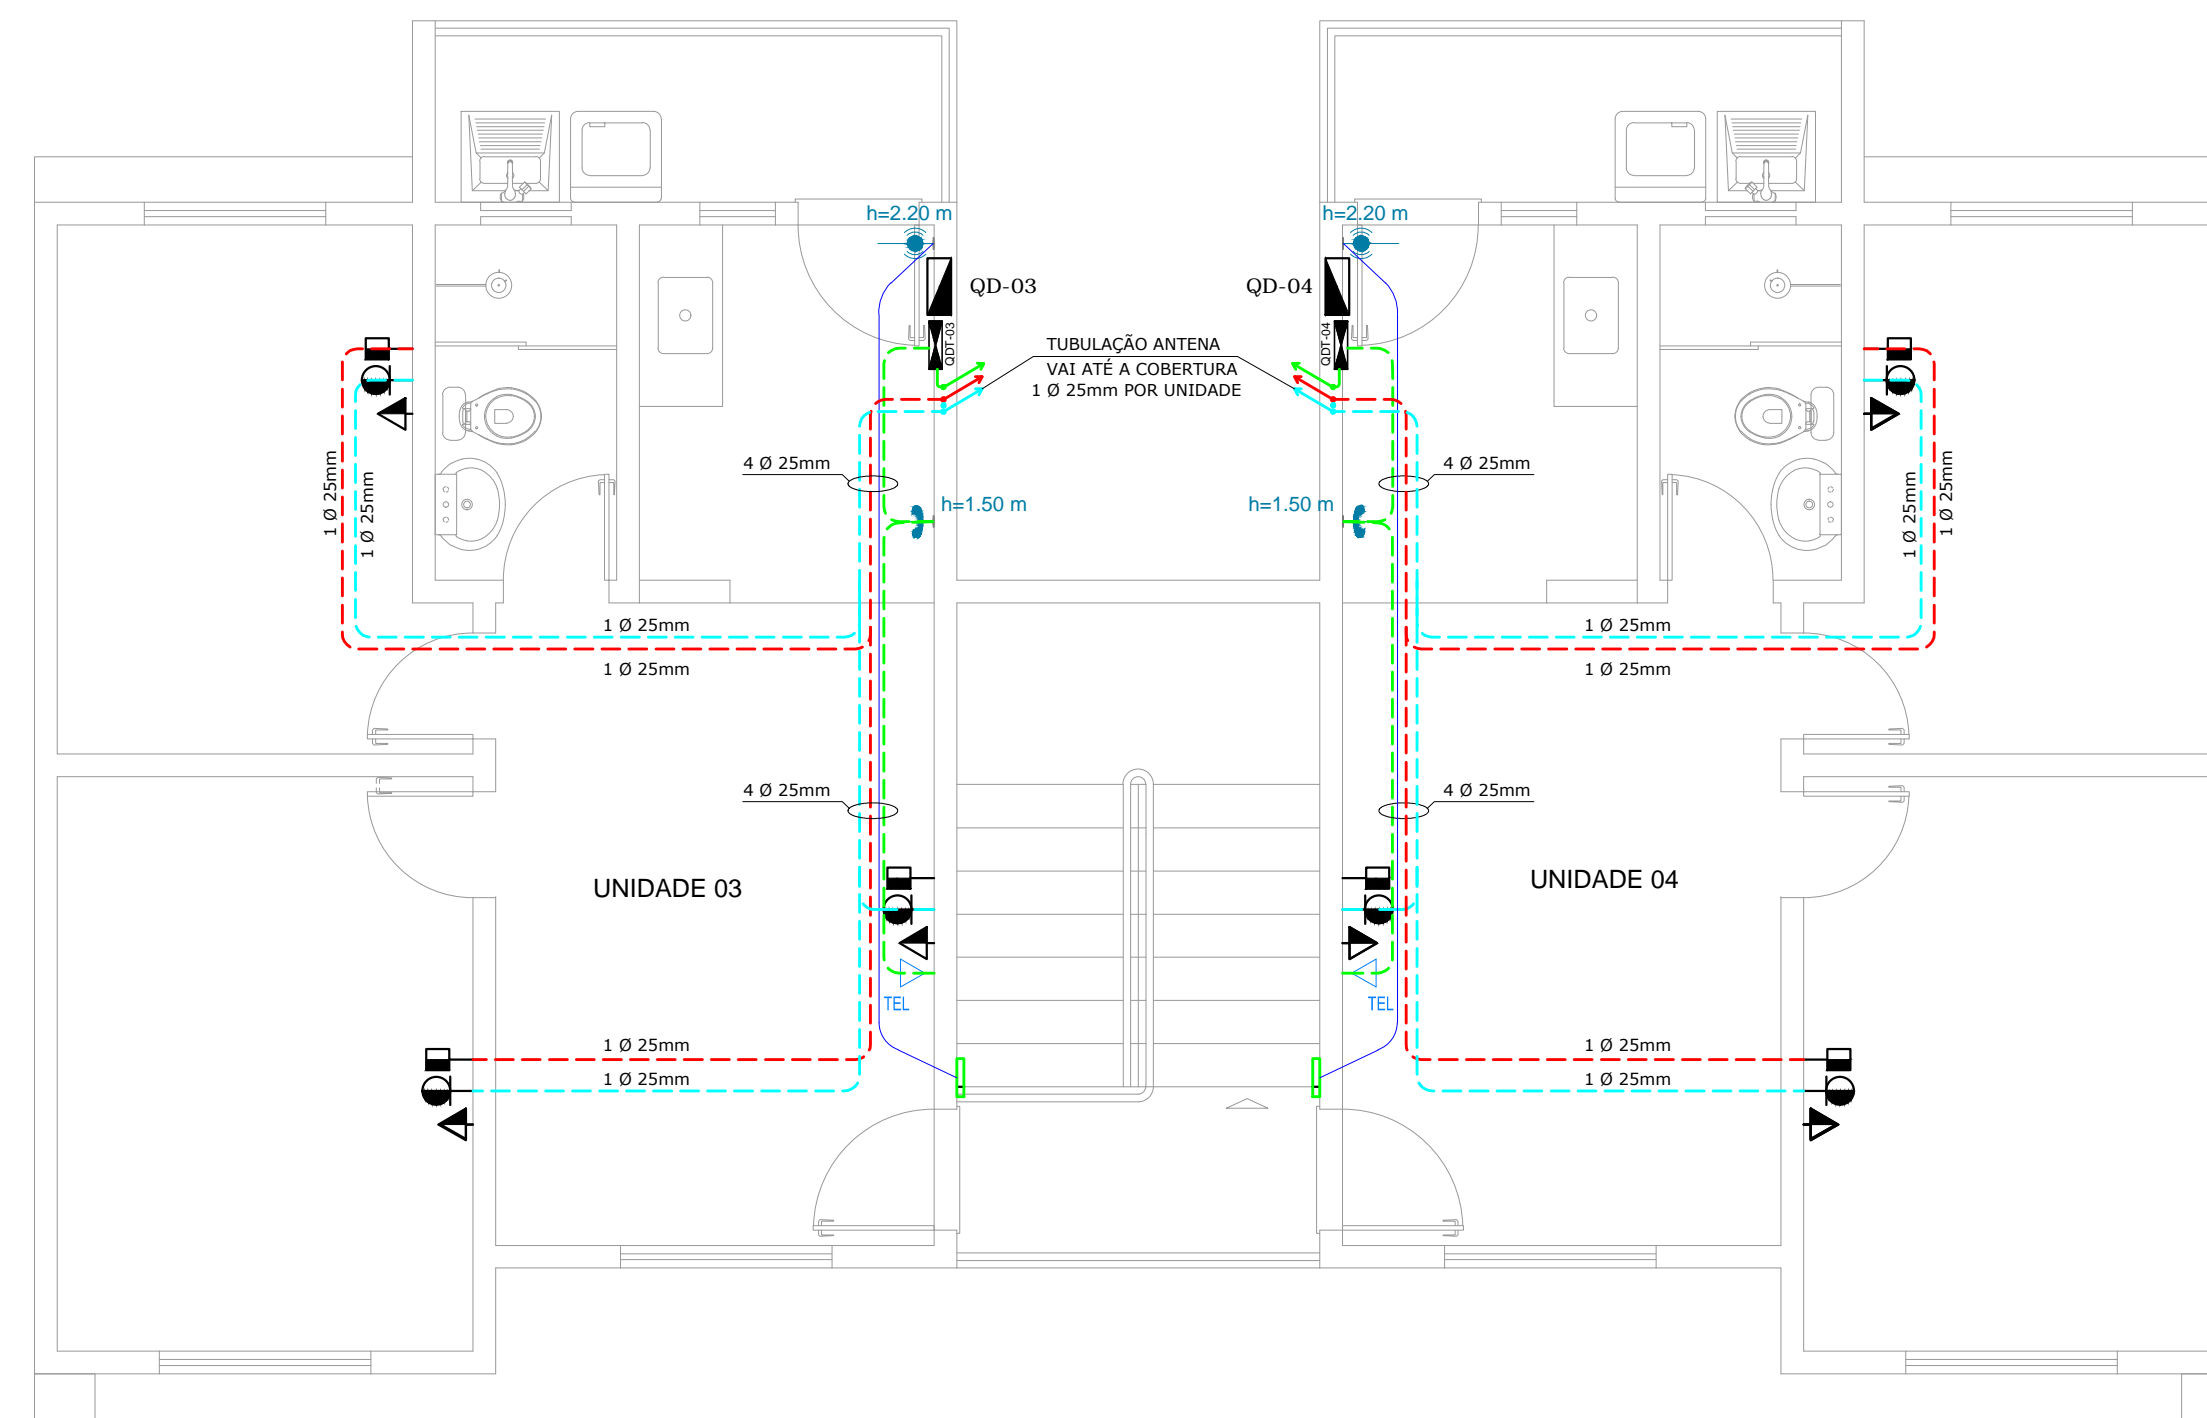 h=2.20 m
h=2.20 m
QD-03
QD-04
QDT-03
QDT-04
TUBULAÇÃO ANTENA
VAI ATÉ A COBERTURA
1 Ø 25mm POR UNIDADE
4 Ø 25mm
4 Ø 25mm
h=1.50 m
h=1.50 m
1 Ø 25mm
1 Ø 25mm
1 Ø 25mm
1 Ø 25mm
1 Ø 25mm
1 Ø 25mm
1 Ø 25mm
1 Ø 25mm
4 Ø 25mm
4 Ø 25mm
UNIDADE 03
UNIDADE 04
TEL
TEL
1 Ø 25mm
1 Ø 25mm
1 Ø 25mm
1 Ø 25mm